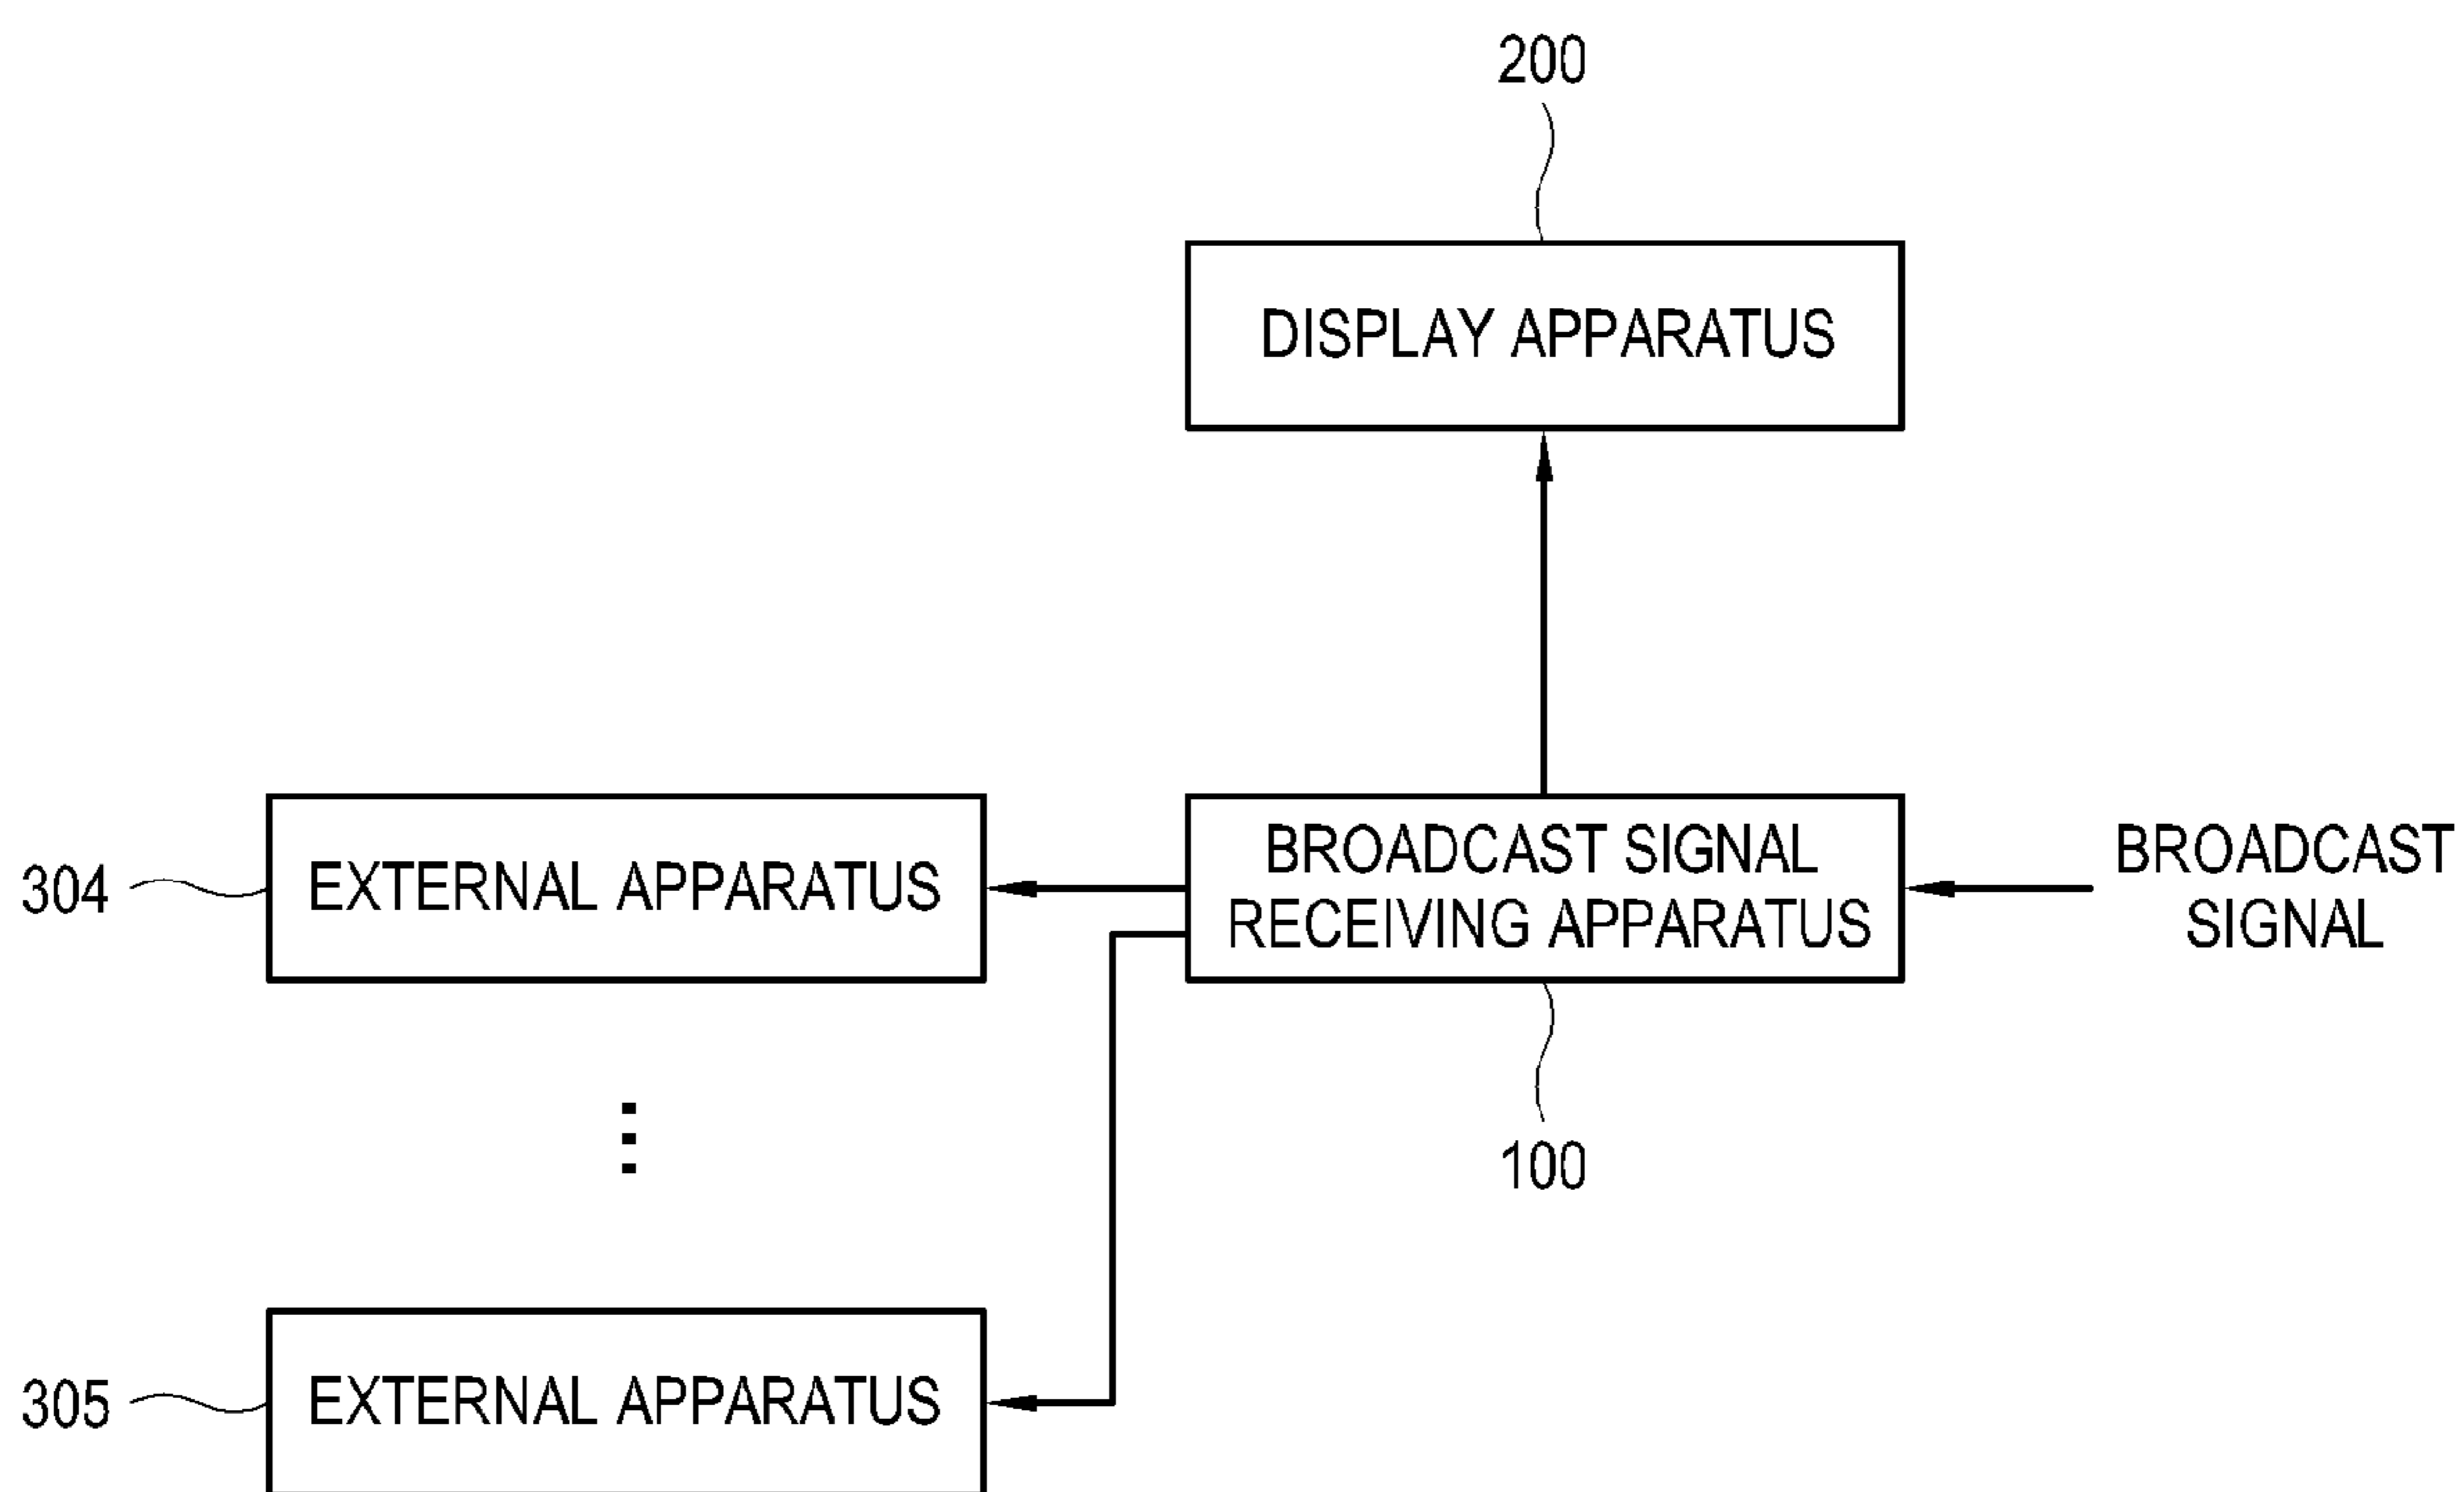 200
DISPLAY APPARATUS
304
EXTERNAL APPARATUS
BROADCAST SIGNAL
RECEIVING APPARATUS
BROADCAST
SIGNAL
100
305
EXTERNAL APPARATUS